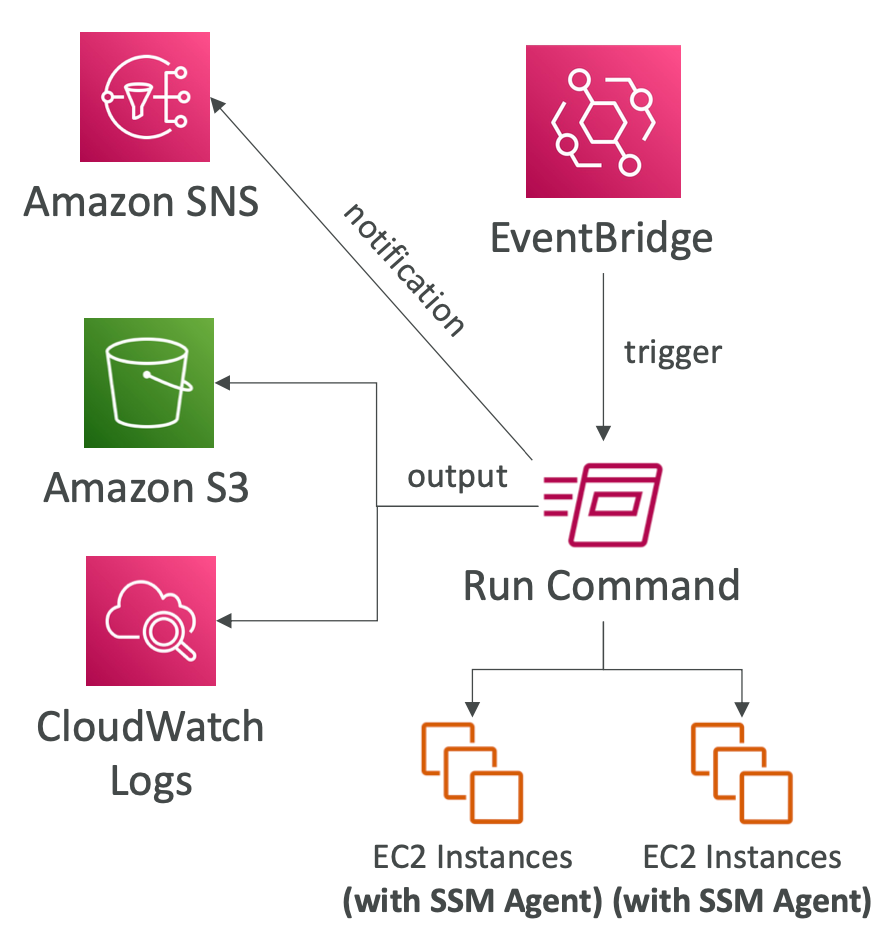 Amazon SNS
EventBridge
notification
trigger
Amazon S3
output
Run Command
CloudWatch
Logs
EC2 Instances
(with SSM Agent)
EC2 Instances
(with SSM Agent)